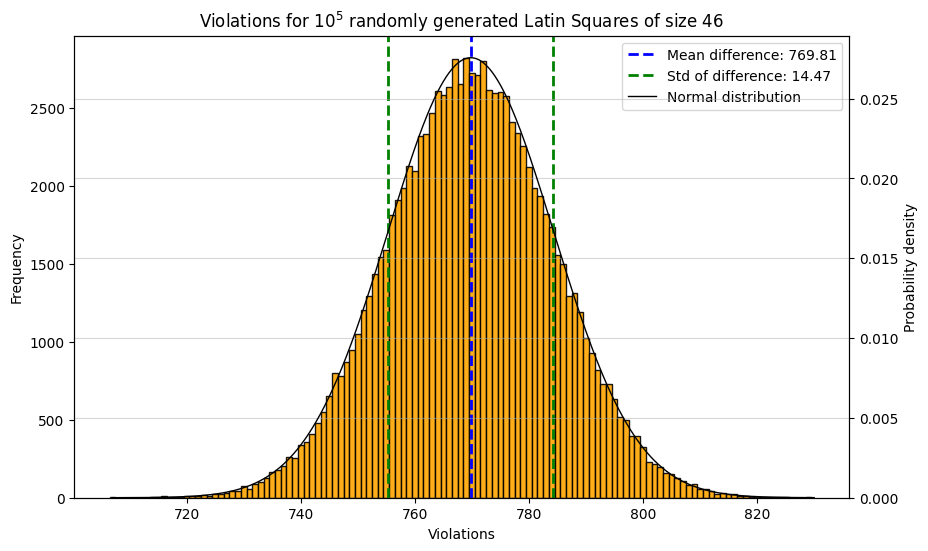 Violations for 10⁵ randomly generated Latin Squares of size 46
Mean difference: 769.81
Std of difference: 14.47
Normal distribution
Frequency
2500
2000
1500
1000
500
0
0.025
0.020
0.015
0.010
0.005
0.000
Probability density
720 740 760 780 800 820
Violations